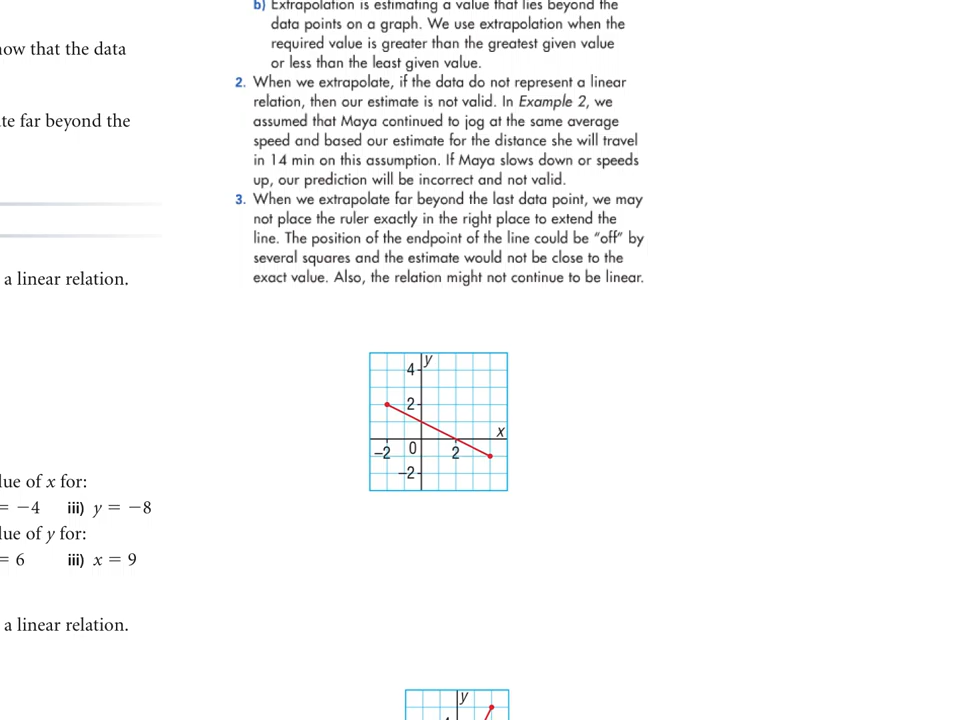 b) Extrapolation is estimating a value that lies beyond the
data points on a graph. We use extrapolation when the
required value is greater than the greatest given value
or less than the least given value.
2. When we extrapolate, if the data do not represent a linear
relation, then our estimate is not valid. In Example 2, we
assumed that Maya continued to jog at the same average
speed and based our estimate for the distance she will travel
in 14 min on this assumption. If Maya slows down or speeds
up, our prediction will be incorrect and not valid.
3. When we extrapolate far beyond the last data point, we may
not place the ruler exactly in the right place to extend the
line. The position of the endpoint of the line could be “off” by
several squares and the estimate would not be close to the
exact value. Also, the relation might not continue to be linear.
that the data
far beyond the
a linear relation.
4 y
2
x
–2 0 2
–2
of x for:
= −4 iii) y = −8
of y for:
= 6 iii) x = 9
a linear relation.
y